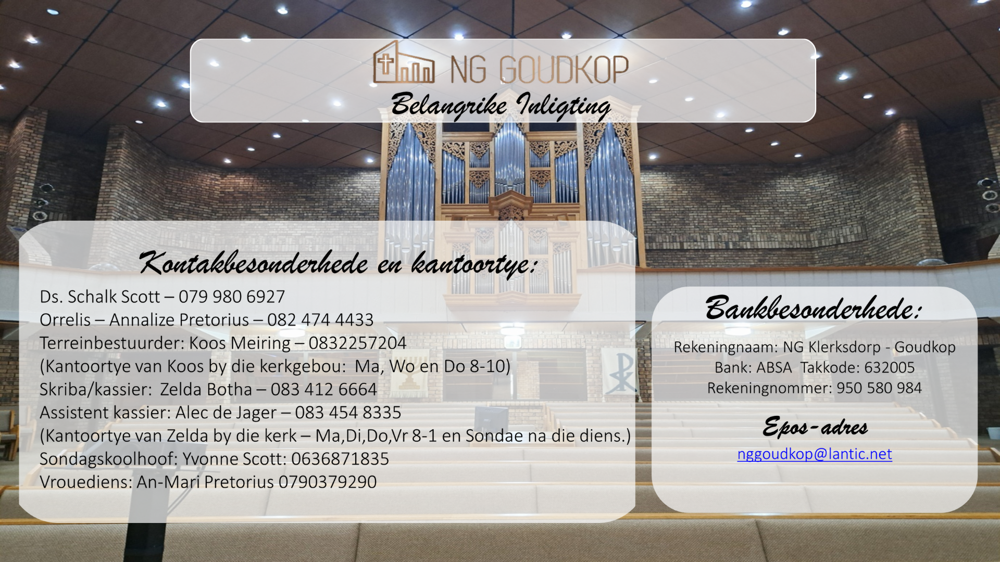 NG GOUDKOP
Belangrike Inligting
Kontakbesonderhede en kantoortye:
Ds. Schalk Scott – 079 980 6927
Orrelis – Annalize Pretorius – 082 474 4433
Terreinbestuurder: Koos Meiring – 0832257204
(Kantoortye van Koos by die kerkgebou:  Ma, Wo en Do 8-10)
Skriba/kassier:  Zelda Botha – 083 412 6664
Assistent kassier: Alec de Jager – 083 454 8335
(Kantoortye van Zelda by die kerk – Ma,Di,Do,Vr 8-1 en Sondae na die diens.)
Sondagskoolhoof: Yvonne Scott: 0636871835
Vrouediens: An-Mari Pretorius 0790379290
Bankbesonderhede:
Rekeningnaam: NG Klerksdorp - Goudkop
Bank: ABSA  Takkode: 632005
Rekeningnommer: 950 580 984
Epos-adres
nggoudkop@lantic.net